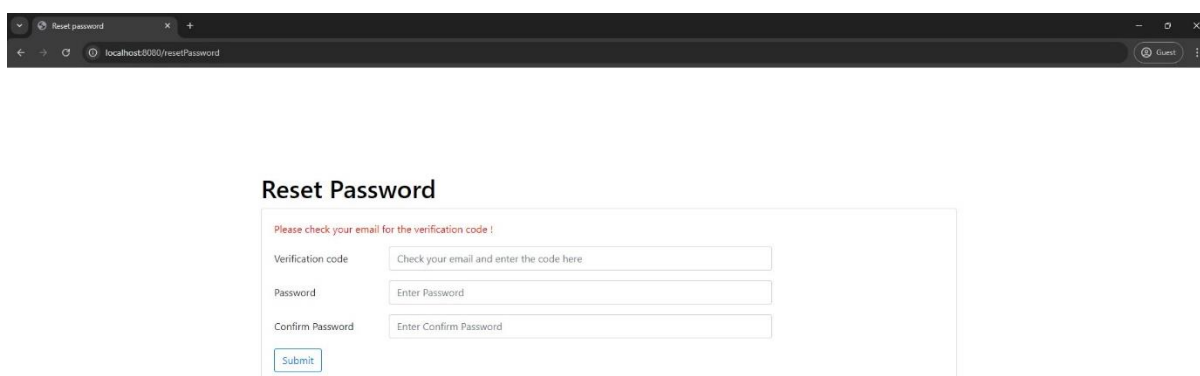 Reset password
localhost:8080/resetPassword
Guest
Reset Password
Please check your email for the verification code !
Verification code
Check your email and enter the code here
Password
Enter Password
Confirm Password
Enter Confirm Password
Submit